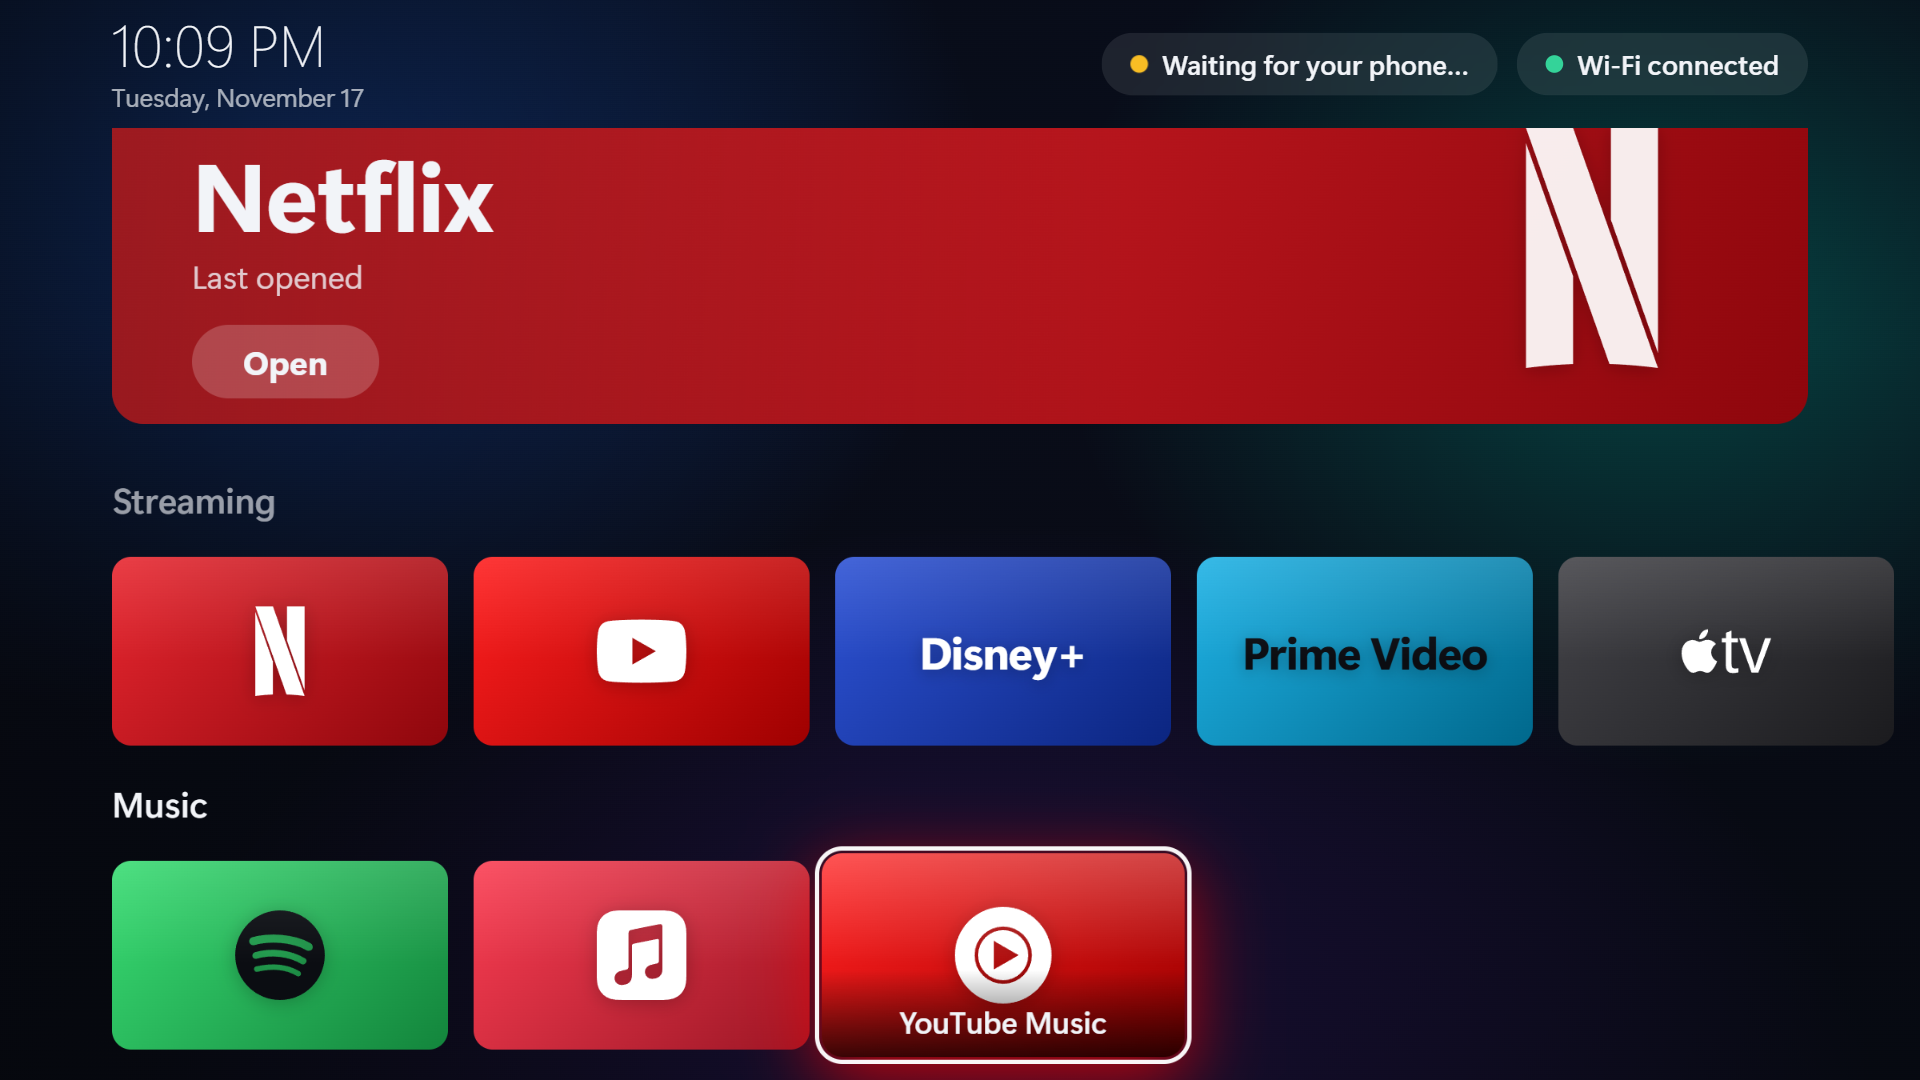 10:09 PM
Tuesday, November 17
Waiting for your phone...
Wi-Fi connected
Netflix
Last opened
Open
Streaming
Disney+
Prime Video
tv
Music
YouTube Music